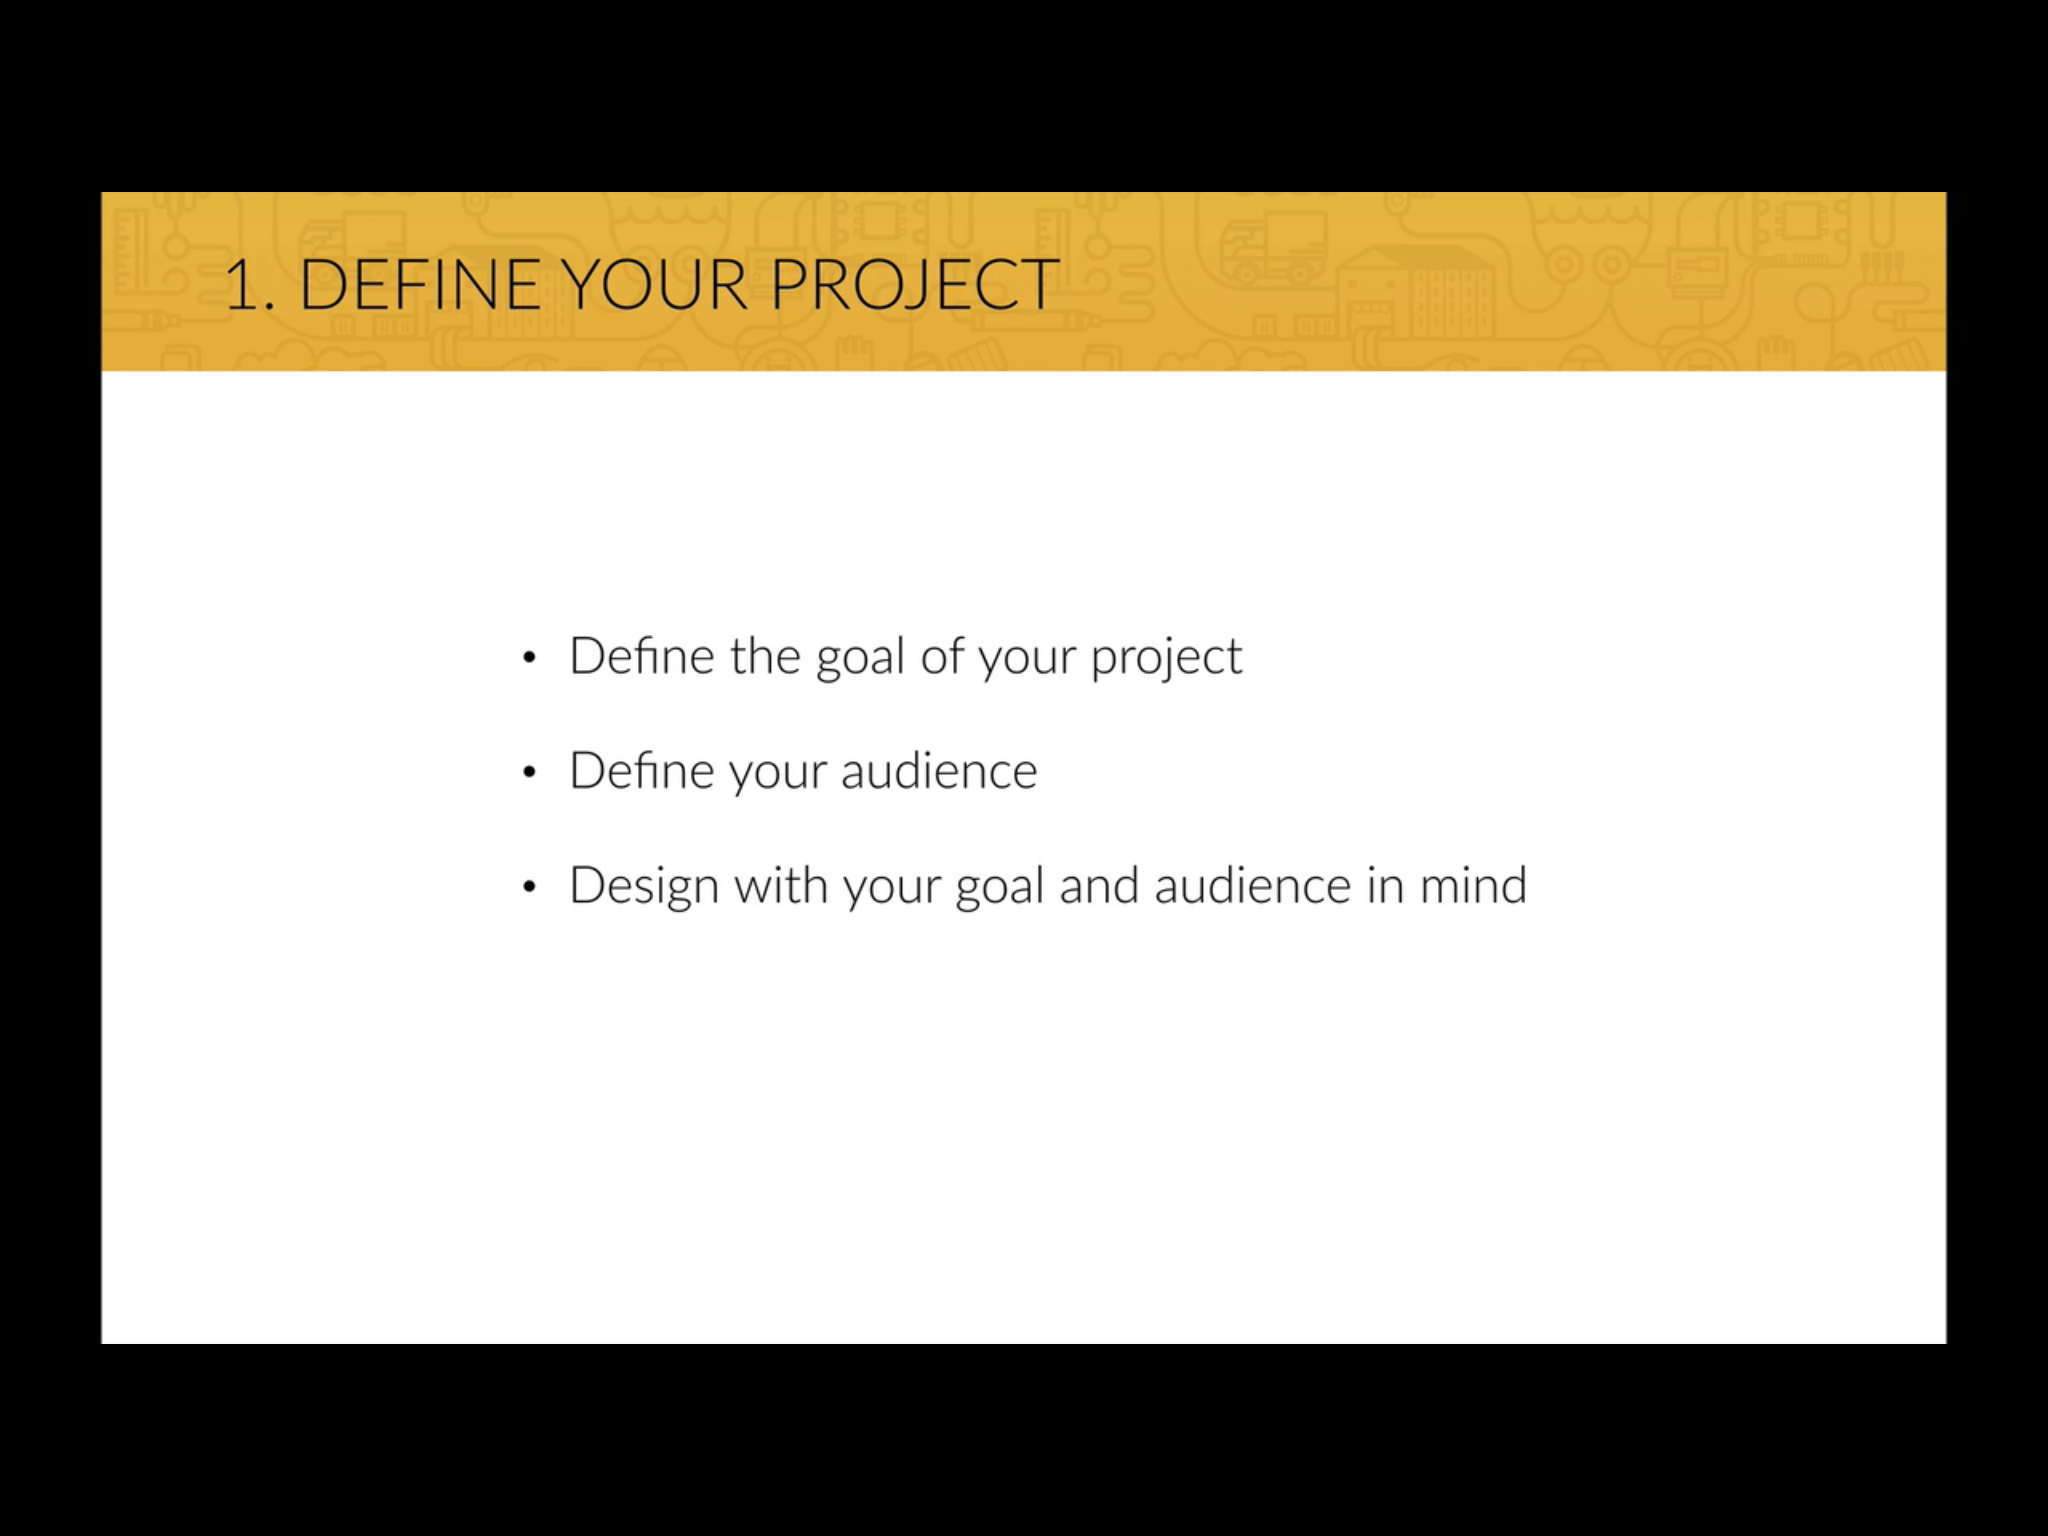 1. DEFINE YOUR PROJECT
• Define the goal of your project
• Define your audience
• Design with your goal and audience in mind